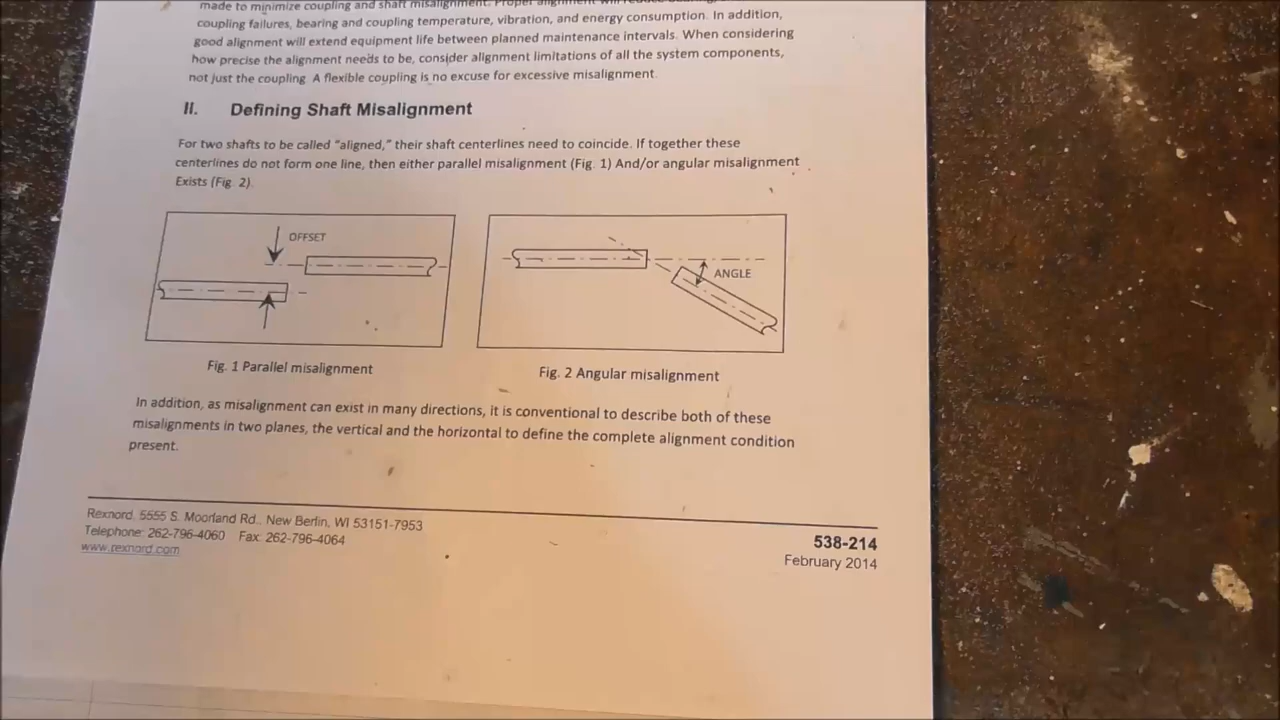 made to minimize coupling and shaft misalignment. Proper alignment will reduce
coupling failures, bearing and coupling temperature, vibration, and energy consumption. In addition,
good alignment will extend equipment life between planned maintenance intervals. When considering
how precise the alignment needs to be, consider alignment limitations of all the system components,
not just the coupling. A flexible coupling is no excuse for excessive misalignment.
II. Defining Shaft Misalignment
For two shafts to be called "aligned," their shaft centerlines need to coincide. If together these
centerlines do not form one line, then either parallel misalignment (Fig. 1) And/or angular misalignment
Exists (Fig. 2).
OFFSET
ANGLE
Fig. 1 Parallel misalignment
Fig. 2 Angular misalignment
In addition, as misalignment can exist in many directions, it is conventional to describe both of these
misalignments in two planes, the vertical and the horizontal to define the complete alignment condition
present.
Rexnord, 5555 S. Moorland Rd., New Berlin, WI 53151-7953
Telephone: 262-796-4060 Fax: 262-796-4064
www.rexnord.com
538-214
February 2014